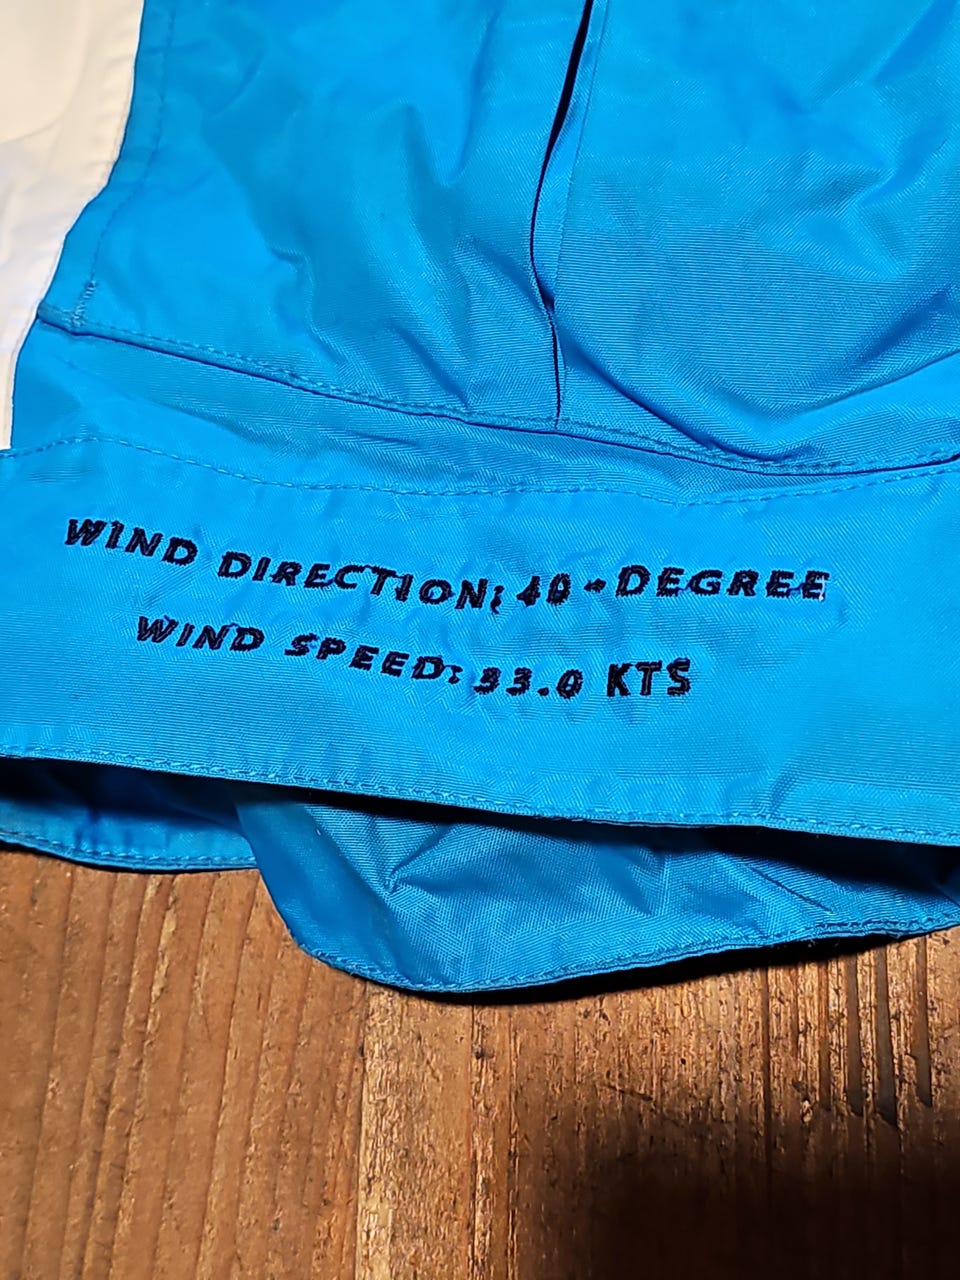 WIND DIRECTION: 40-DEGREE
WIND SPEED: 33.0 KTS